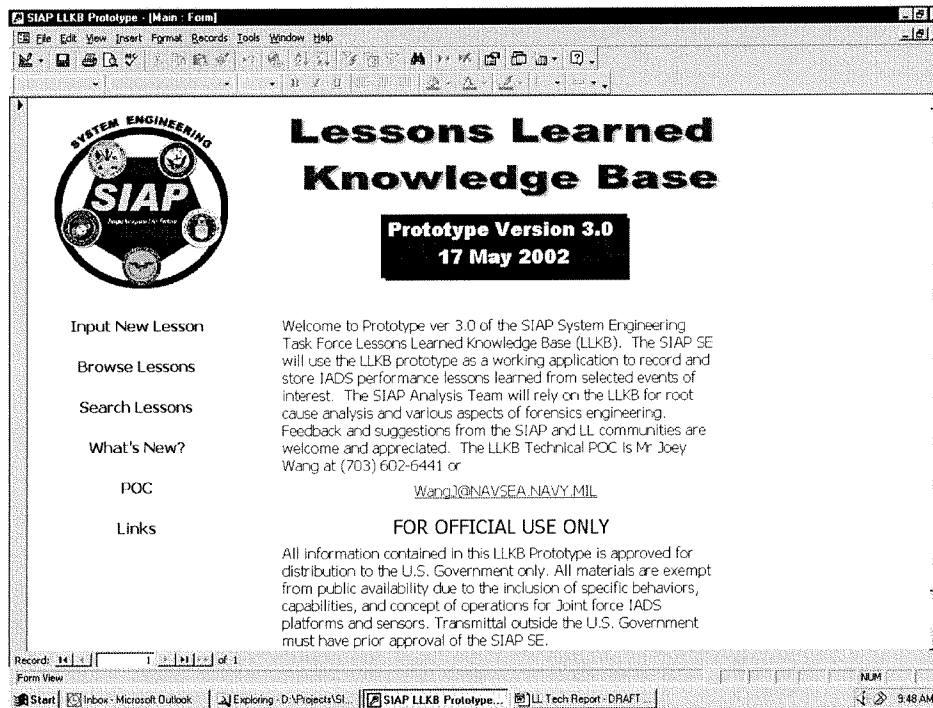 SIAP LLKB Prototype - [Main : Form]
File Edit View Insert Format Records Tools Window Help
SYSTEM ENGINEERING
SIAP
Lessons Learned
Knowledge Base
Prototype Version 3.0
17 May 2002
Input New Lesson
Browse Lessons
Search Lessons
What's New?
POC
Links
Welcome to Prototype ver 3.0 of the SIAP System Engineering
Task Force Lessons Learned Knowledge Base (LLKB). The SIAP SE
will use the LLKB prototype as a working application to record and
store IADS performance lessons learned from selected events of
interest. The SIAP Analysis Team will rely on the LLKB for root
cause analysis and various aspects of forensics engineering.
Feedback and suggestions from the SIAP and LL communities are
welcome and appreciated. The LLKB Technical POC is Mr Joey
Wang at (703) 602-6441 or
WangJ@NAVSEA.NAVY.MIL
FOR OFFICIAL USE ONLY
All information contained in this LLKB Prototype is approved for
distribution to the U.S. Government only. All materials are exempt
from public availability due to the inclusion of specific behaviors,
capabilities, and concept of operations for Joint force IADS
platforms and sensors. Transmittal outside the U.S. Government
must have prior approval of the SIAP SE.
Record: 1 of 1
Form View NUM
Start Inbox - Microsoft Outlook Exploring - D:\Projects\SI... SIAP LLKB Prototype... LL Tech Report - DRAFT 9:48 AM